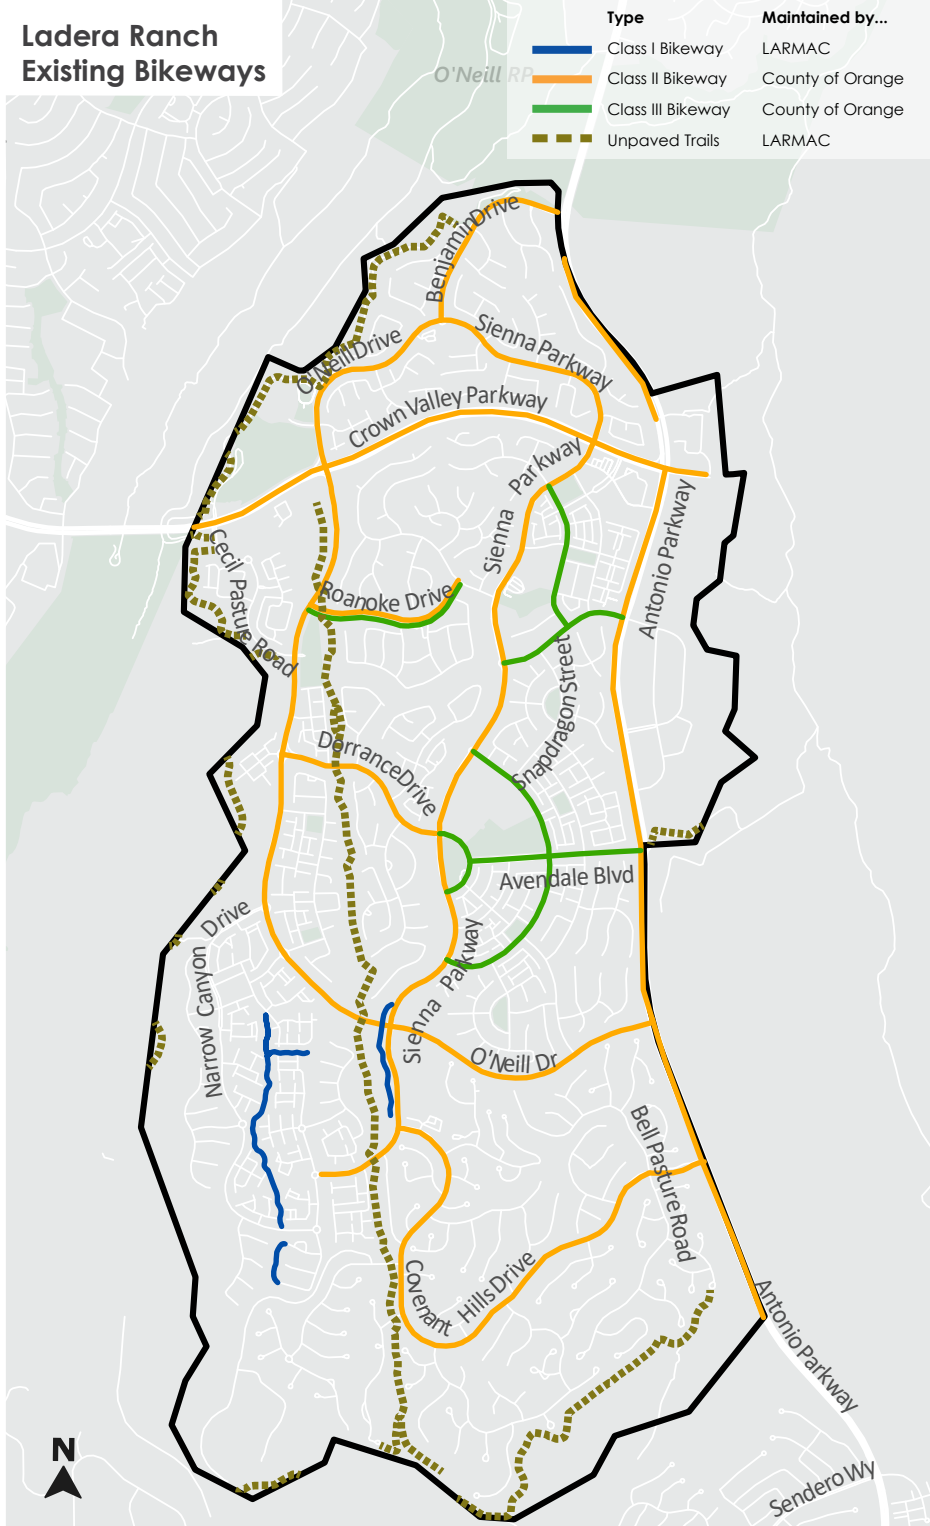 Ladera Ranch
Existing Bikeways
Type Maintained by...
Class I Bikeway LARMAC
Class II Bikeway County of Orange
Class III Bikeway County of Orange
Unpaved Trails LARMAC
O'Neill RP
Benjamin Drive
O'Neill Drive
Sienna Parkway
Crown Valley Parkway
Sienna Parkway
Antonio Parkway
Cecil Pastue Road
Roanoke Drive
Snapdragon Street
Dorrance Drive
Avendale Blvd
Narrow Canyon Drive
Sienna Parkway
O'Neill Dr
Bell Pasture Road
Covenant Hills Drive
Antonio Parkway
Sendero Wy
N